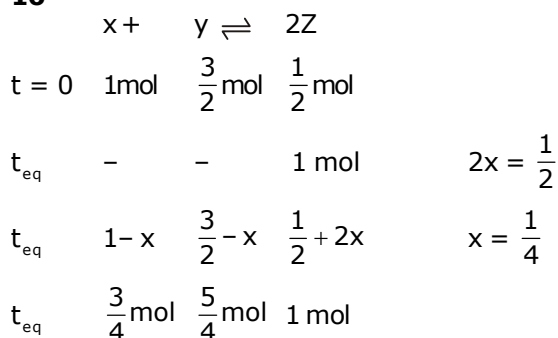 16
x + y ⇌ 2Z
t = 0 1mol 3/2 mol 1/2 mol
t_eq – – 1 mol 2x = 1/2
t_eq 1– x 3/2 – x 1/2 + 2x x = 1/4
t_eq 3/4 mol 5/4 mol 1 mol